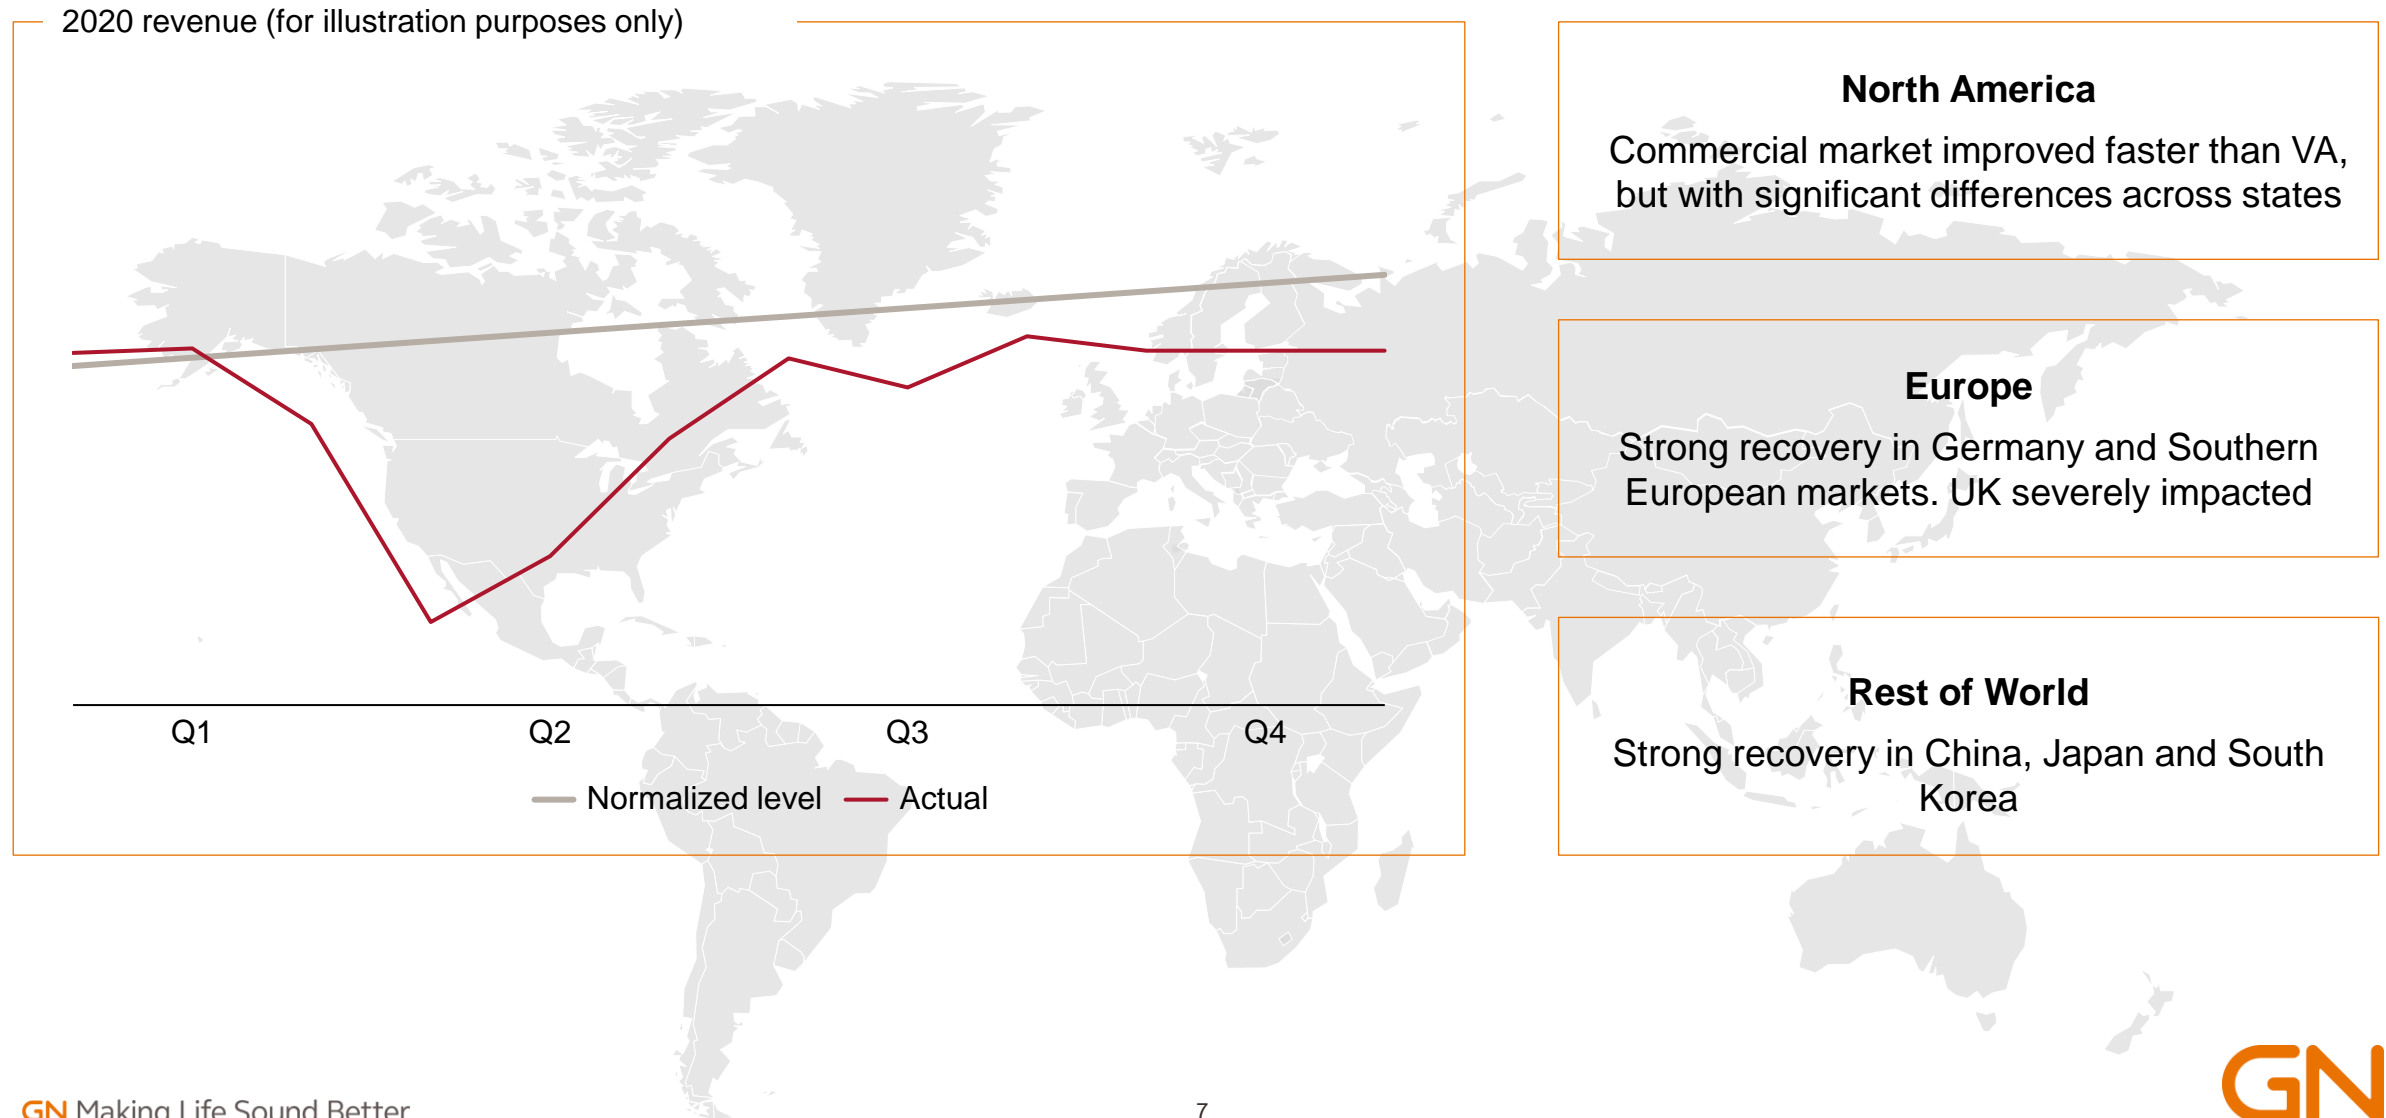 2020 revenue (for illustration purposes only)
Q1 Q2 Q3 Q4
Normalized level Actual
North America
Commercial market improved faster than VA,
but with significant differences across states
Europe
Strong recovery in Germany and Southern
European markets. UK severely impacted
Rest of World
Strong recovery in China, Japan and South
Korea
GN Making Life Sound Better
7
GN